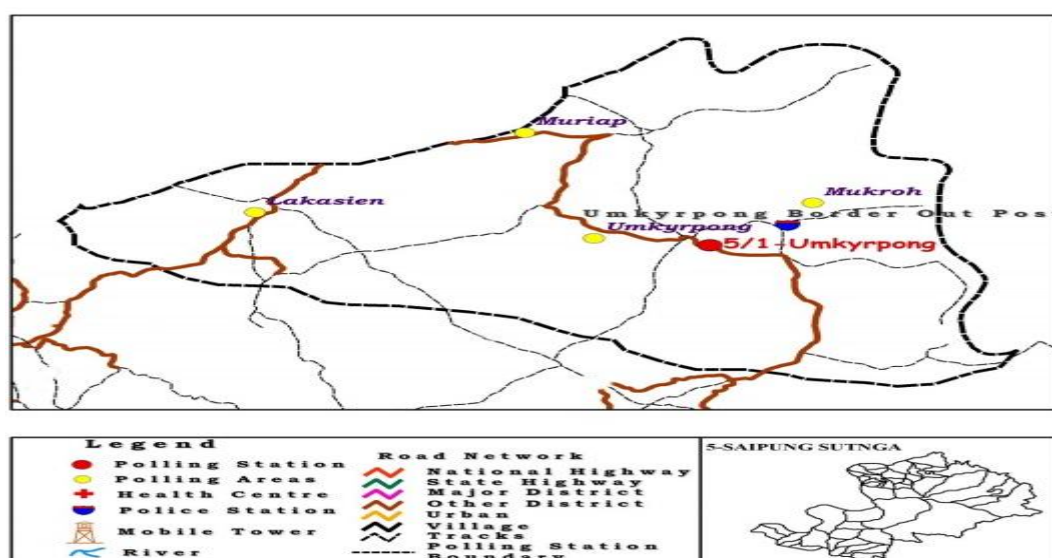 Muriap
Mukroh
Lakasien
Umkyrpong Border Out Pos
Umkyrpong
5/1-Umkyrpong
Legend
Polling Station
Polling Areas
Health Centre
Police Station
Mobile Tower
River
Road Network
National Highway
State Highway
Major District
Other District
Urban
Village
Tracks
Polling Station
Boundary
5-SAIPUNG SUTNGA